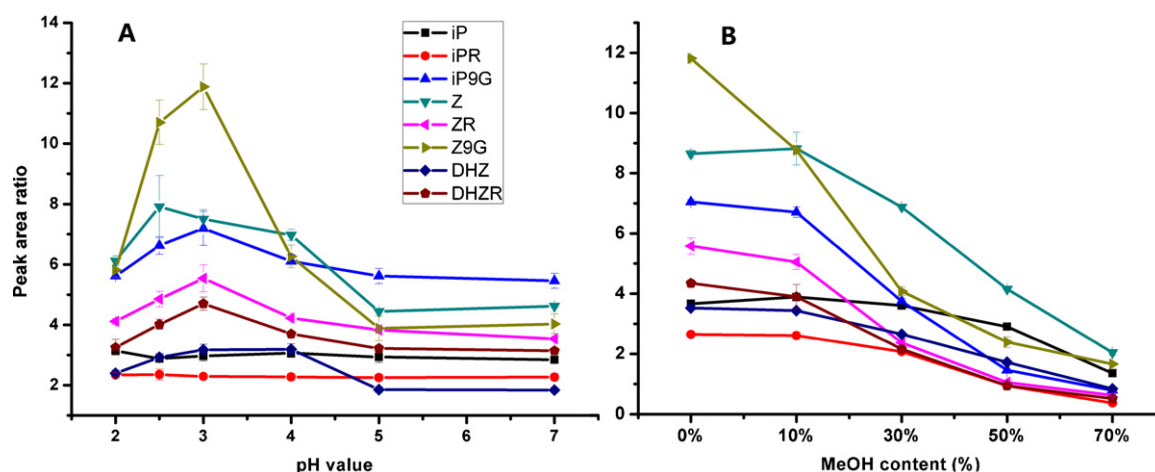 A
B
Peak area ratio
14
12
10
8
6
4
2
iP
iPR
iP9G
Z
ZR
Z9G
DHZ
DHZR
2 3 4 5 6 7
pH value
12
10
8
6
4
2
0
0% 10% 30% 50% 70%
MeOH content (%)